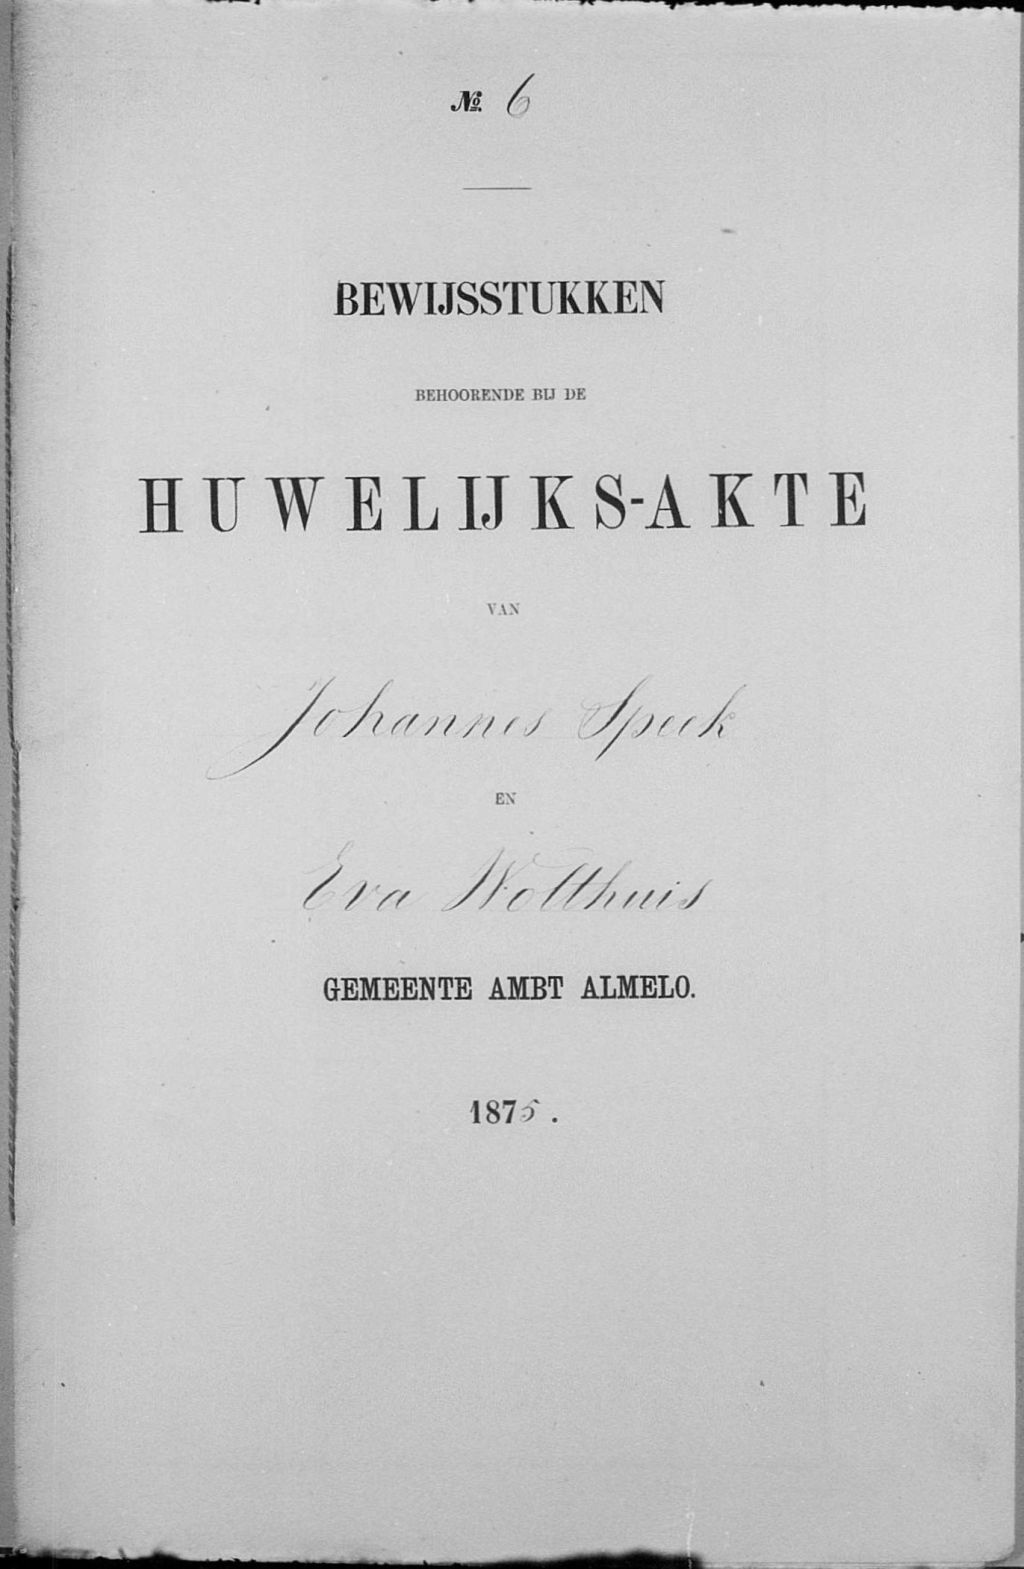 № 6
BEWIJSSTUKKEN
BEHOORENDE BIJ DE
HUWELIJKS-AKTE
VAN
Johannes Speek
EN
Eva Wolthuis
GEMEENTE AMBT ALMELO.
1875.